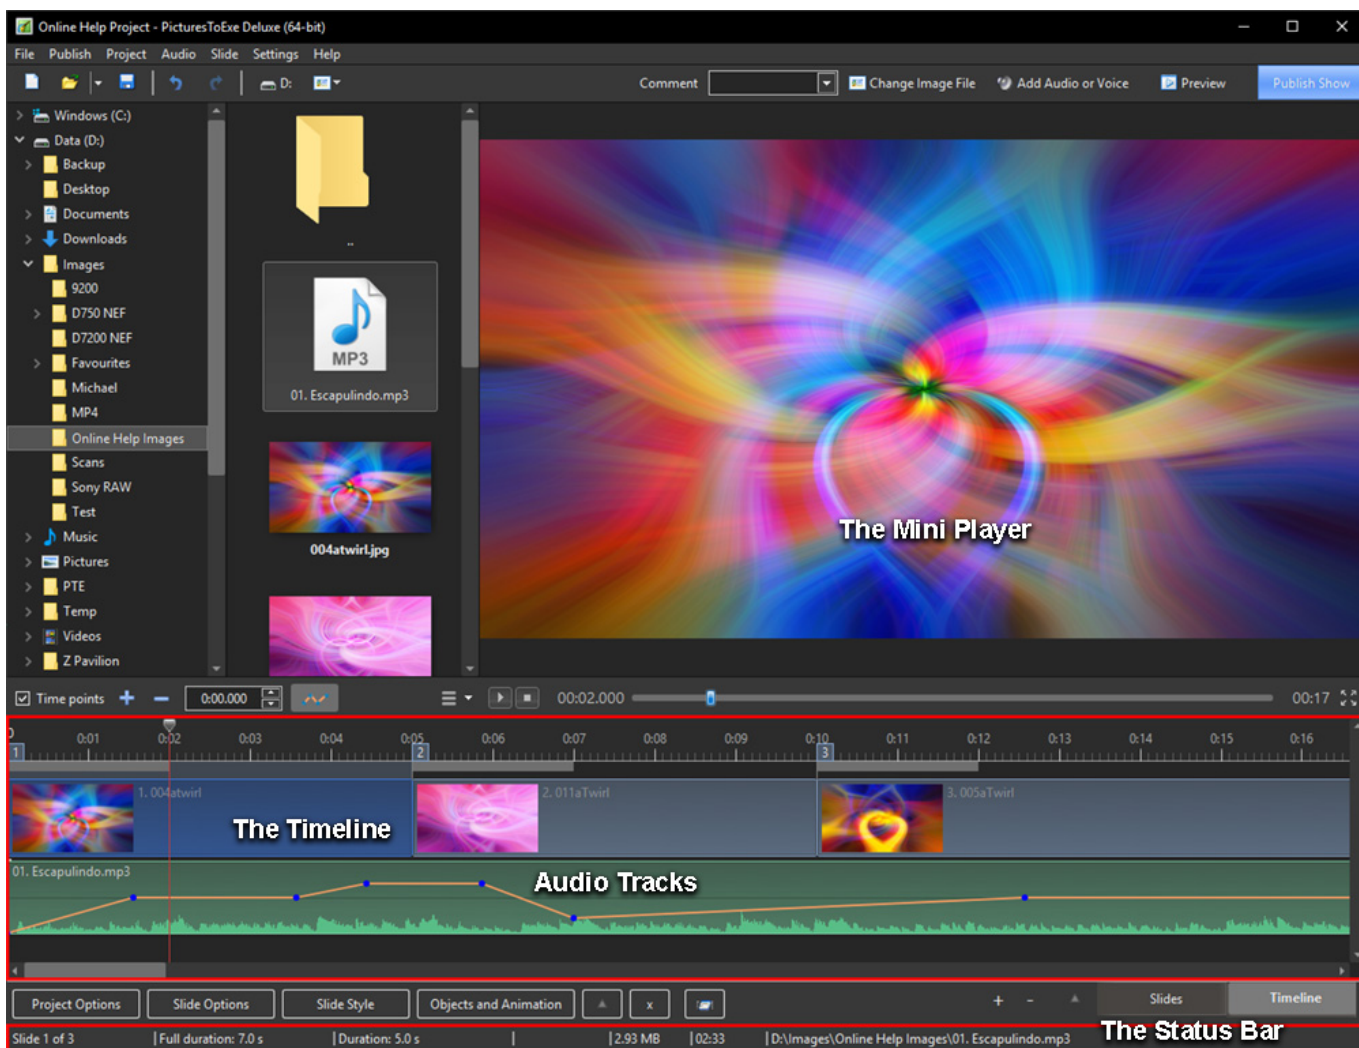 Online Help Project - PicturesToExe Deluxe (64-bit)
File Publish Project Audio Slide Settings Help
D: Comment Change Image File Add Audio or Voice Preview Publish Show
Windows (C:)
Data (D:)
Backup
Desktop
Documents
Downloads
Images
9200
D750 NEF
D7200 NEF
Favourites
Michael
MP4
Online Help Images
Scans
Sony RAW
Test
Music
Pictures
PTE
Temp
Videos
Z Pavilion
..
MP3
01. Escapulindo.mp3
004atwirl.jpg
The Mini Player
Time points 0:00.000 00:02.000 00:17
0:01 0:02 0:03 0:04 0:05 0:06 0:07 0:08 0:09 0:10 0:11 0:12 0:13 0:14 0:15 0:16
1 2 3
1. 004atwirl 2. 011aTwirl 3. 005aTwirl
The Timeline
01. Escapulindo.mp3
Audio Tracks
Project Options Slide Options Slide Style Objects and Animation x + - Slides Timeline
The Status Bar
Slide 1 of 3 |Full duration: 7.0 s |Duration: 5.0 s | |2.93 MB |02:33 |D:\Images\Online Help Images\01. Escapulindo.mp3